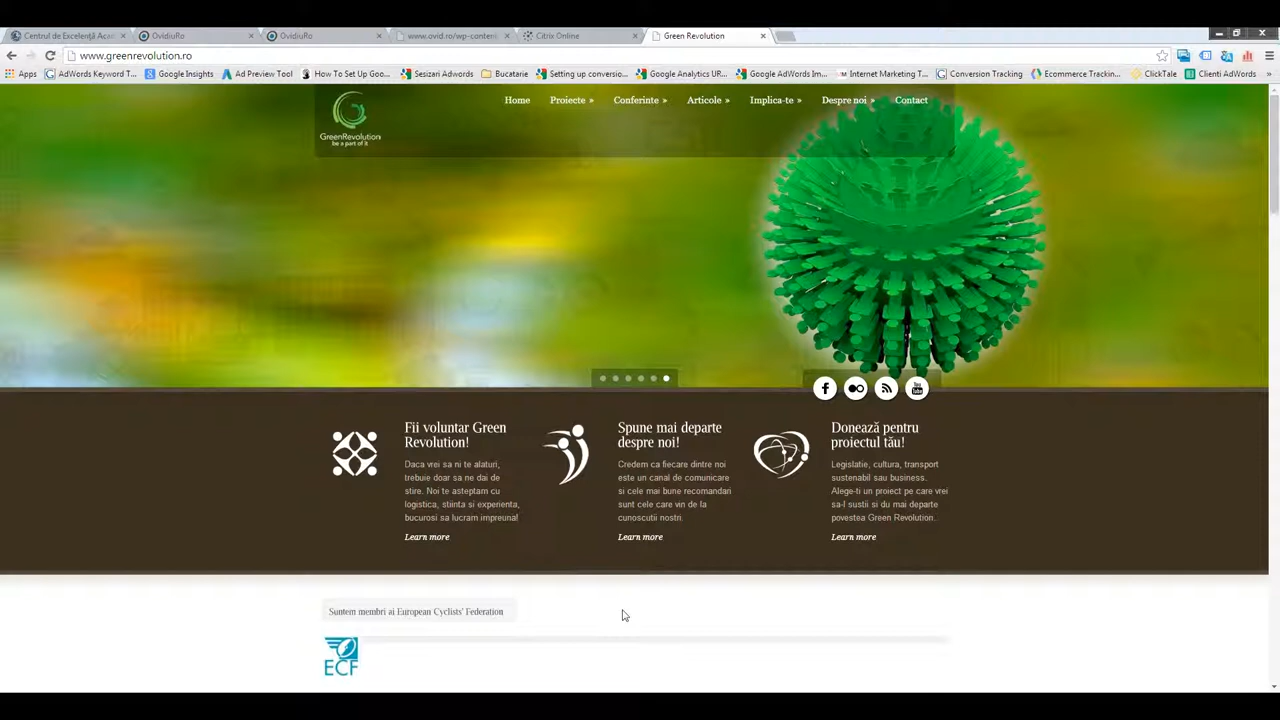 Centrul de Excelență Aca
OvidiuRo
OvidiuRo
www.ovid.ro/wp-conten
Citrix Online
Green Revolution
www.greenrevolution.ro
Apps
AdWords Keyword T...
Google Insights
Ad Preview Tool
How To Set Up Goo...
Sesizari Adwords
Bucatarie
Setting up conversio...
Google Analytics UR...
Google AdWords Im...
Internet Marketing T...
Conversion Tracking
Ecommerce Trackin...
ClickTale
Clienti AdWords
»
GreenRevolution
be a part of it
Home
Proiecte »
Conferinte »
Articole »
Implica-te »
Despre noi »
Contact
You
Tube
Fii voluntar Green
Revolution!
Daca vrei sa ni te alaturi,
trebuie doar sa ne dai de
stire. Noi te asteptam cu
logistica, stiinta si experienta,
bucurosi sa lucram impreuna!
Learn more
Spune mai departe
despre noi!
Credem ca fiecare dintre noi
este un canal de comunicare
si cele mai bune recomandari
sunt cele care vin de la
cunoscutii nostri.
Learn more
Donează pentru
proiectul tău!
Legislatie, cultura, transport
sustenabil sau business.
Alege-ti un proiect pe care vrei
sa-l sustii si du mai departe
povestea Green Revolution..
Learn more
Suntem membri ai European Cyclists' Federation
ECF